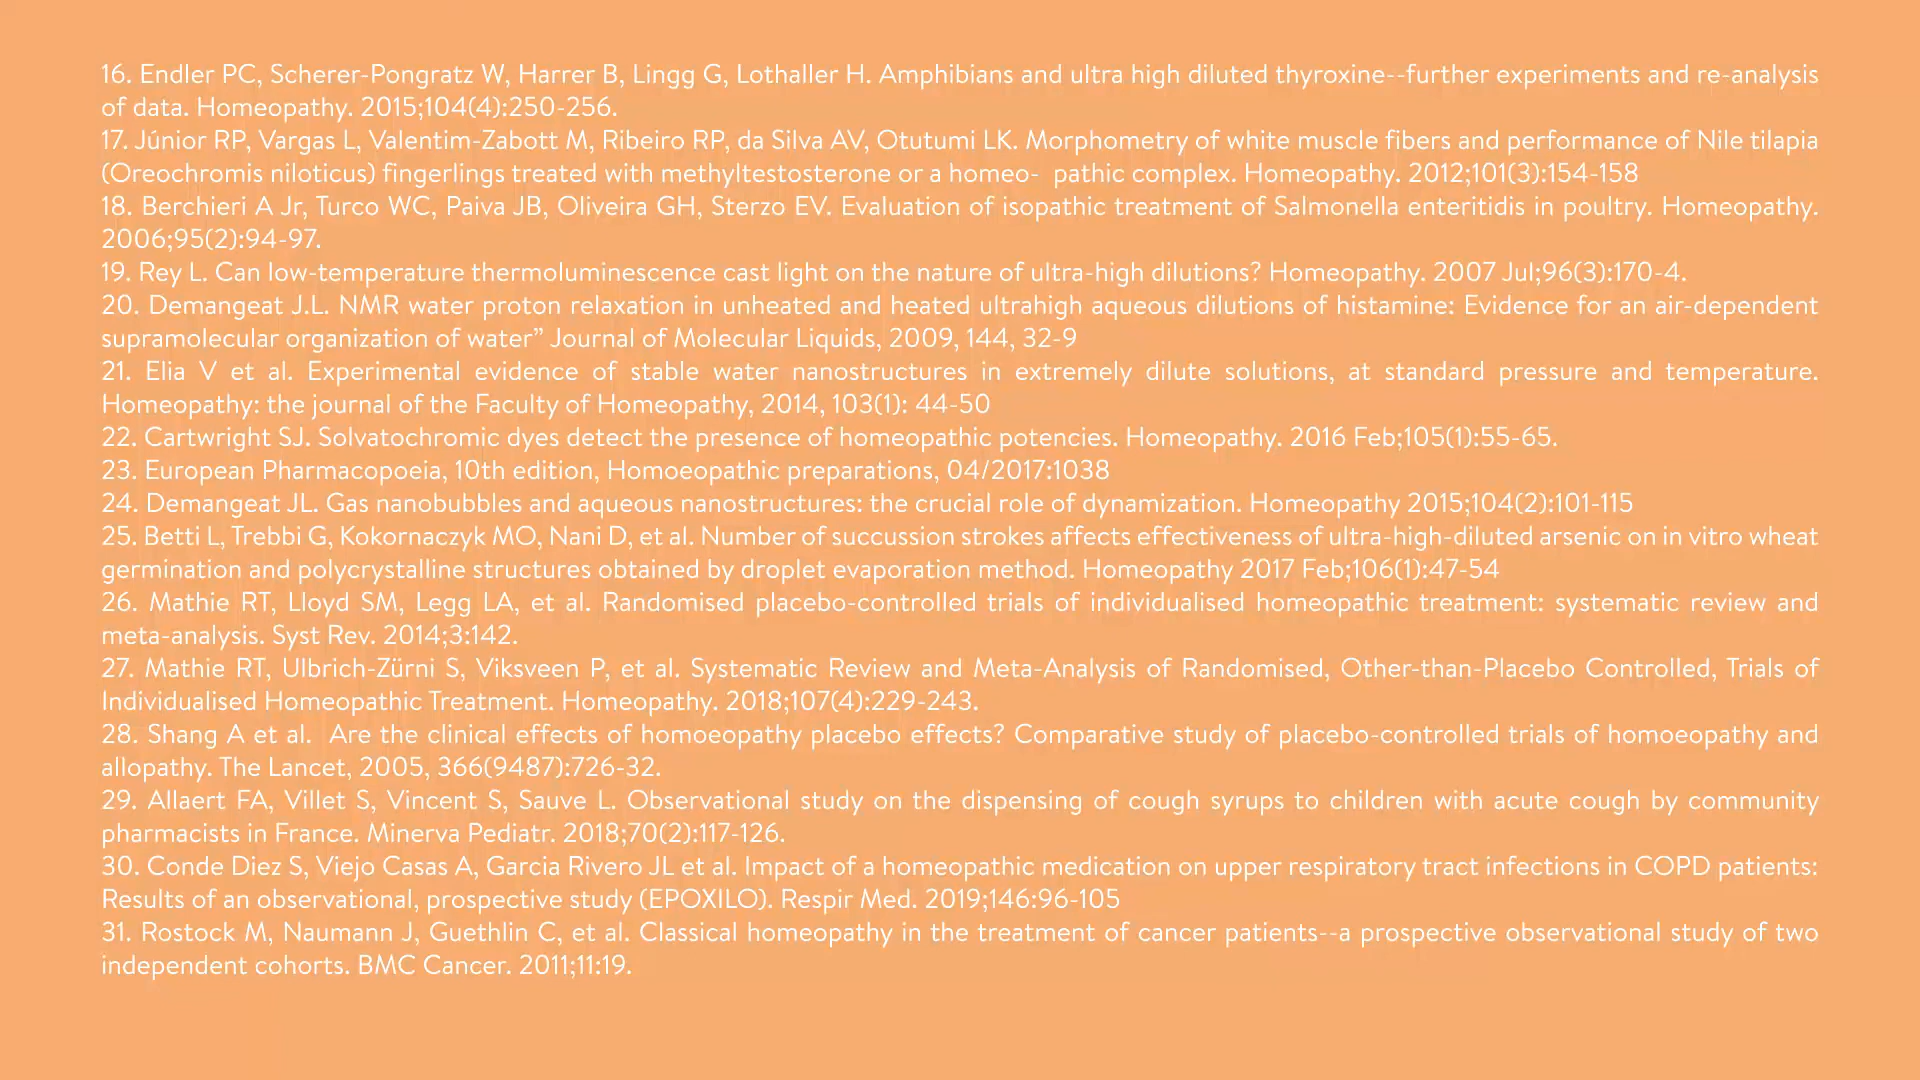 16. Endler PC, Scherer-Pongratz W, Harrer B, Lingg G, Lothaller H. Amphibians and ultra high diluted thyroxine--further experiments and re-analysis
of data. Homeopathy. 2015;104(4):250-256.
17. Júnior RP, Vargas L, Valentim-Zabott M, Ribeiro RP, da Silva AV, Otutumi LK. Morphometry of white muscle fibers and performance of Nile tilapia
(Oreochromis niloticus) fingerlings treated with methyltestosterone or a homeo-  pathic complex. Homeopathy. 2012;101(3):154-158
18. Berchieri A Jr, Turco WC, Paiva JB, Oliveira GH, Sterzo EV. Evaluation of isopathic treatment of Salmonella enteritidis in poultry. Homeopathy.
2006;95(2):94-97.
19. Rey L. Can low-temperature thermoluminescence cast light on the nature of ultra-high dilutions? Homeopathy. 2007 Jul;96(3):170-4.
20. Demangeat J.L. NMR water proton relaxation in unheated and heated ultrahigh aqueous dilutions of histamine: Evidence for an air-dependent
supramolecular organization of water” Journal of Molecular Liquids, 2009, 144, 32-9
21. Elia V et al. Experimental evidence of stable water nanostructures in extremely dilute solutions, at standard pressure and temperature.
Homeopathy: the journal of the Faculty of Homeopathy, 2014, 103(1): 44-50
22. Cartwright SJ. Solvatochromic dyes detect the presence of homeopathic potencies. Homeopathy. 2016 Feb;105(1):55-65.
23. European Pharmacopoeia, 10th edition, Homoeopathic preparations, 04/2017:1038
24. Demangeat JL. Gas nanobubbles and aqueous nanostructures: the crucial role of dynamization. Homeopathy 2015;104(2):101-115
25. Betti L, Trebbi G, Kokornaczyk MO, Nani D, et al. Number of succussion strokes affects effectiveness of ultra-high-diluted arsenic on in vitro wheat
germination and polycrystalline structures obtained by droplet evaporation method. Homeopathy 2017 Feb;106(1):47-54
26. Mathie RT, Lloyd SM, Legg LA, et al. Randomised placebo-controlled trials of individualised homeopathic treatment: systematic review and
meta-analysis. Syst Rev. 2014;3:142.
27. Mathie RT, Ulbrich-Zürni S, Viksveen P, et al. Systematic Review and Meta-Analysis of Randomised, Other-than-Placebo Controlled, Trials of
Individualised Homeopathic Treatment. Homeopathy. 2018;107(4):229-243.
28. Shang A et al.  Are the clinical effects of homoeopathy placebo effects? Comparative study of placebo-controlled trials of homoeopathy and
allopathy. The Lancet, 2005, 366(9487):726-32.
29. Allaert FA, Villet S, Vincent S, Sauve L. Observational study on the dispensing of cough syrups to children with acute cough by community
pharmacists in France. Minerva Pediatr. 2018;70(2):117-126.
30. Conde Diez S, Viejo Casas A, Garcia Rivero JL et al. Impact of a homeopathic medication on upper respiratory tract infections in COPD patients:
Results of an observational, prospective study (EPOXILO). Respir Med. 2019;146:96-105
31. Rostock M, Naumann J, Guethlin C, et al. Classical homeopathy in the treatment of cancer patients--a prospective observational study of two
independent cohorts. BMC Cancer. 2011;11:19.